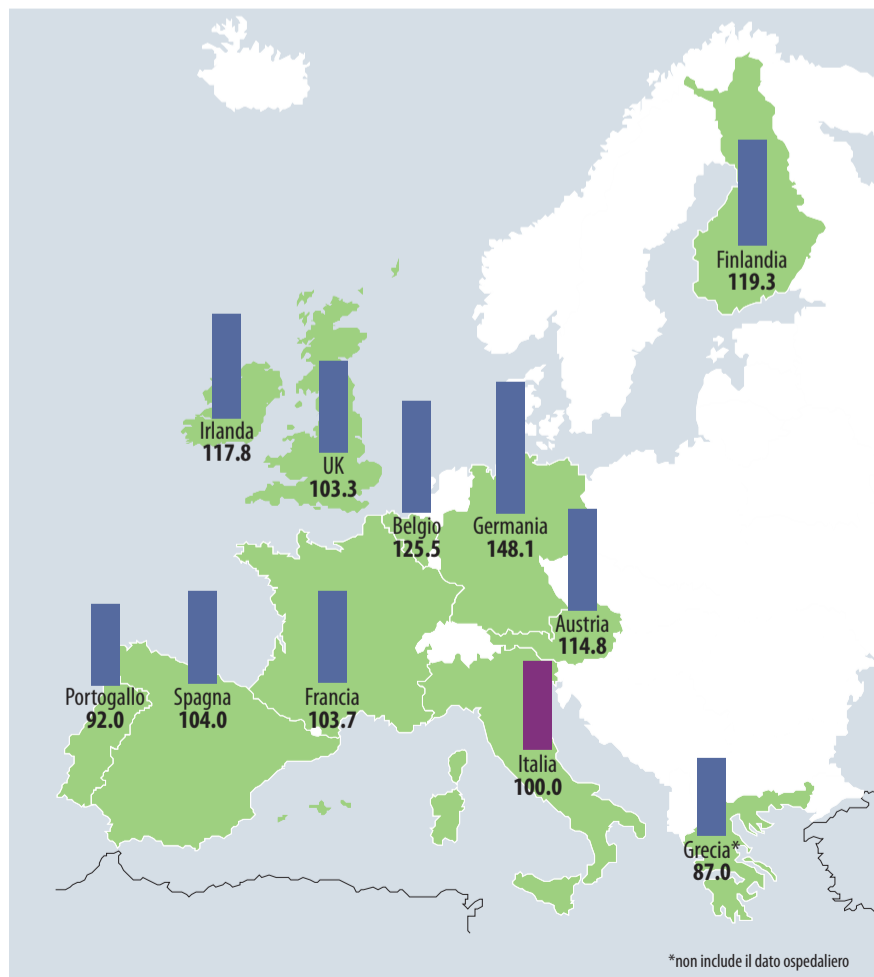 Finlandia
119.3
Irlanda
117.8
UK
103.3
Belgio
125.5
Germania
148.1
Austria
114.8
Portogallo
92.0
Spagna
104.0
Francia
103.7
Italia
100.0
Grecia*
87.0
*non include il dato ospedaliero